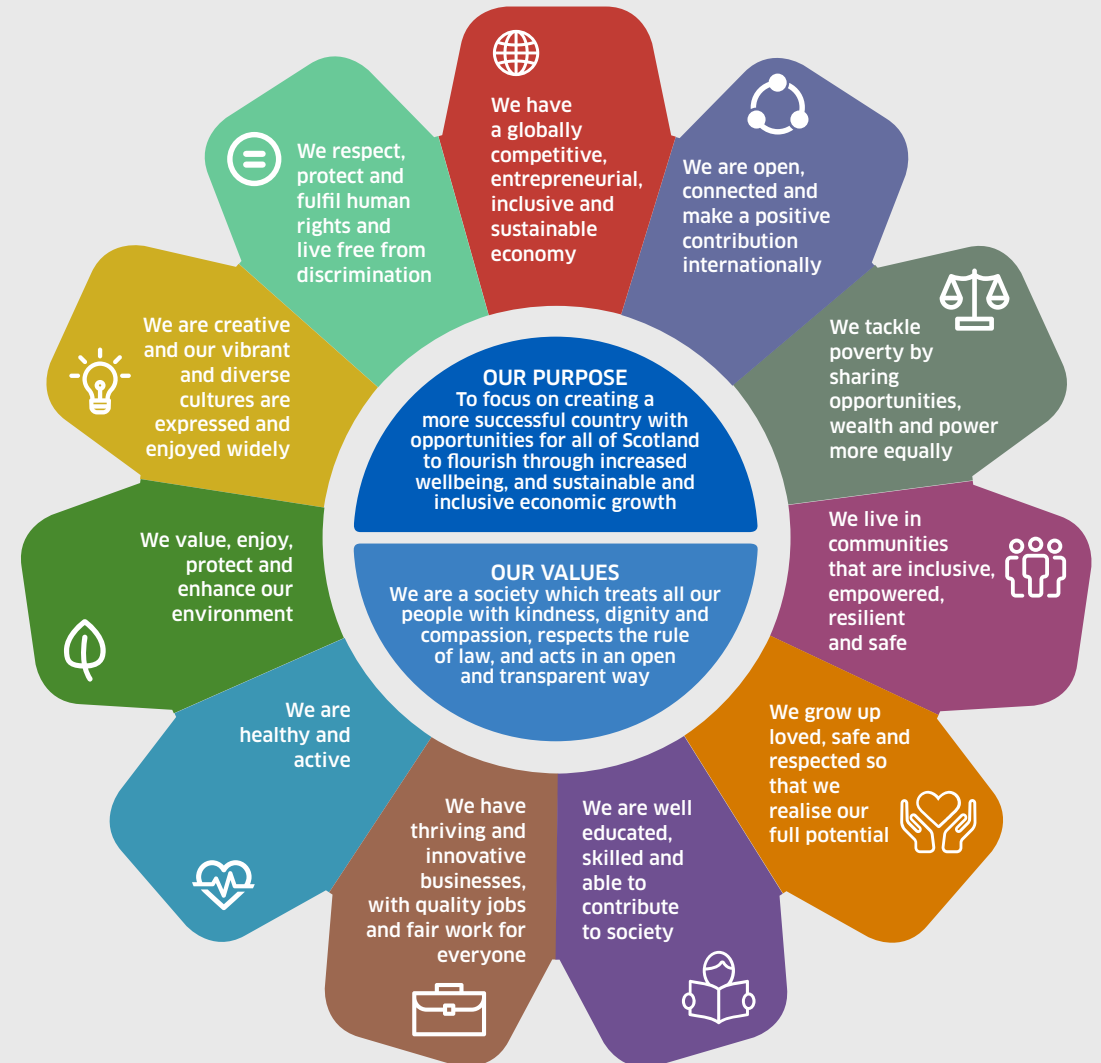 We have
a globally
competitive,
entrepreneurial,
inclusive and
sustainable
economy
We are open,
connected and
make a positive
contribution
internationally
We tackle
poverty by
sharing
opportunities,
wealth and power
more equally
We live in
communities
that are inclusive,
empowered,
resilient
and safe
We grow up
loved, safe and
respected so
that we
realise our
full potential
We are well
educated,
skilled and
able to
contribute
to society
We have
thriving and
innovative
businesses,
with quality jobs
and fair work for
everyone
We are
healthy and
active
We value, enjoy,
protect and
enhance our
environment
We are creative
and our vibrant
and diverse
cultures are
expressed and
enjoyed widely
We respect,
protect and
fulfil human
rights and
live free from
discrimination
OUR PURPOSE
To focus on creating a
more successful country with
opportunities for all of Scotland
to flourish through increased
wellbeing, and sustainable and
inclusive economic growth
OUR VALUES
We are a society which treats all our
people with kindness, dignity and
compassion, respects the rule
of law, and acts in an open
and transparent way